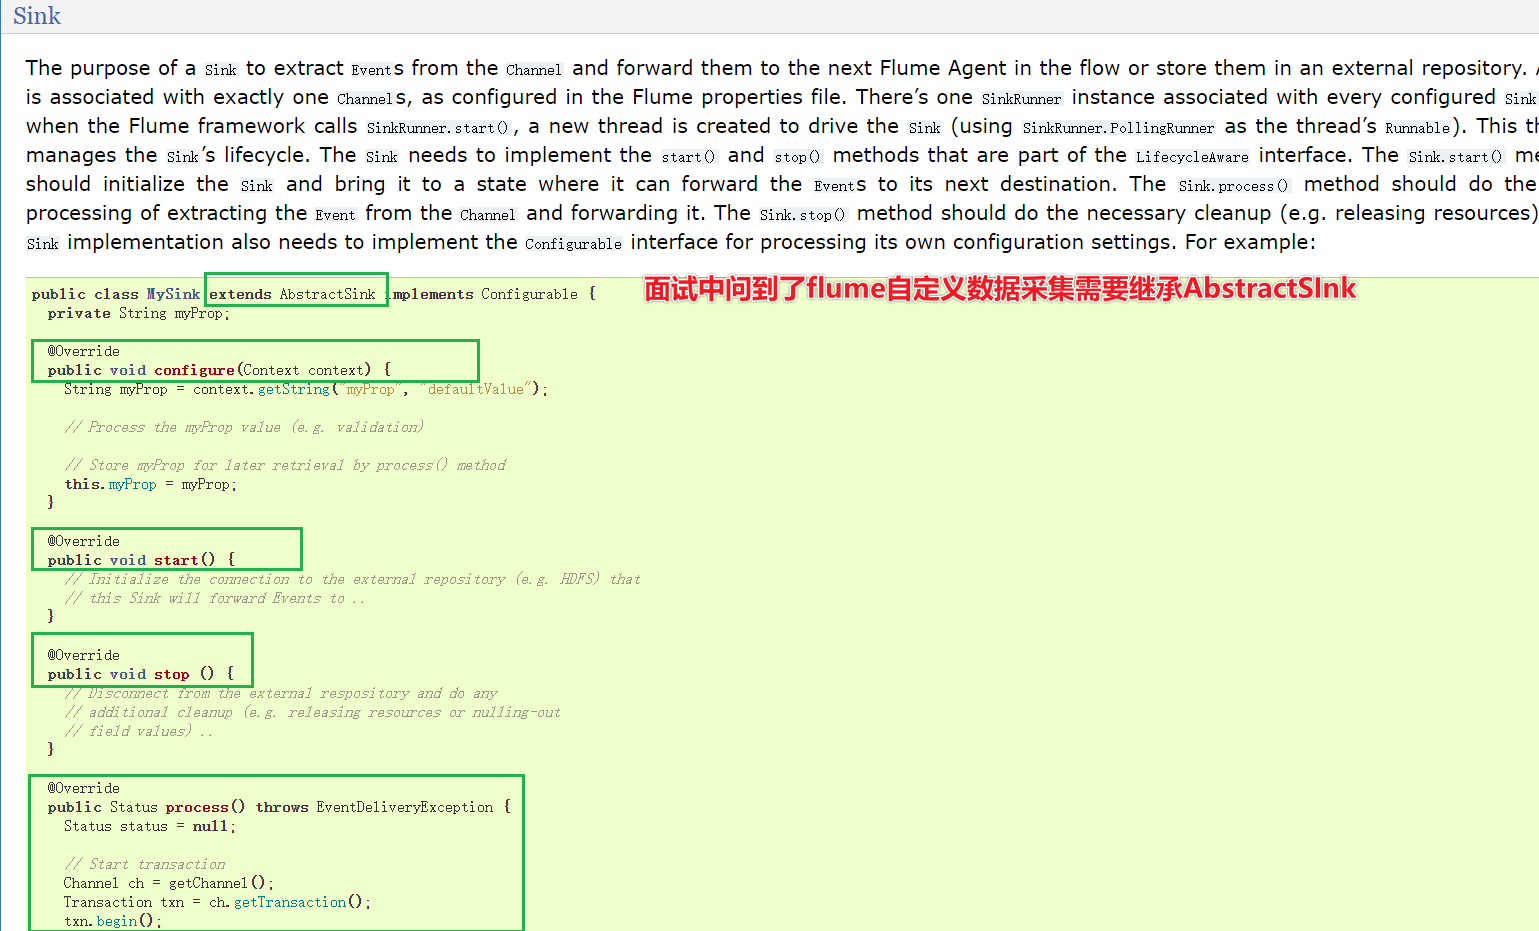 Sink
The purpose of a Sink to extract Events from the Channel and forward them to the next Flume Agent in the flow or store them in an external repository.
is associated with exactly one Channels, as configured in the Flume properties file. There’s one SinkRunner instance associated with every configured Sink
when the Flume framework calls SinkRunner.start(), a new thread is created to drive the Sink (using SinkRunner.PollingRunner as the thread’s Runnable). This
manages the Sink’s lifecycle. The Sink needs to implement the start() and stop() methods that are part of the LifecycleAware interface. The Sink.start()
should initialize the Sink and bring it to a state where it can forward the Events to its next destination. The Sink.process() method should do the
processing of extracting the Event from the Channel and forwarding it. The Sink.stop() method should do the necessary cleanup (e.g. releasing resources)
Sink implementation also needs to implement the Configurable interface for processing its own configuration settings. For example:
public class MySink extends AbstractSink implements Configurable {
面试中问到了flume自定义数据采集需要继承AbstractSInk
private String myProp;
@Override
public void configure(Context context) {
String myProp = context.getString("myProp", "defaultValue");
// Process the myProp value (e.g. validation)
// Store myProp for later retrieval by process() method
this.myProp = myProp;
}
@Override
public void start() {
// Initialize the connection to the external repository (e.g. HDFS) that
// this Sink will forward Events to ..
}
@Override
public void stop () {
// Disconnect from the external respository and do any
// additional cleanup (e.g. releasing resources or nulling-out
// field values) ..
}
@Override
public Status process() throws EventDeliveryException {
Status status = null;
// Start transaction
Channel ch = getChannel();
Transaction txn = ch.getTransaction();
txn.begin();